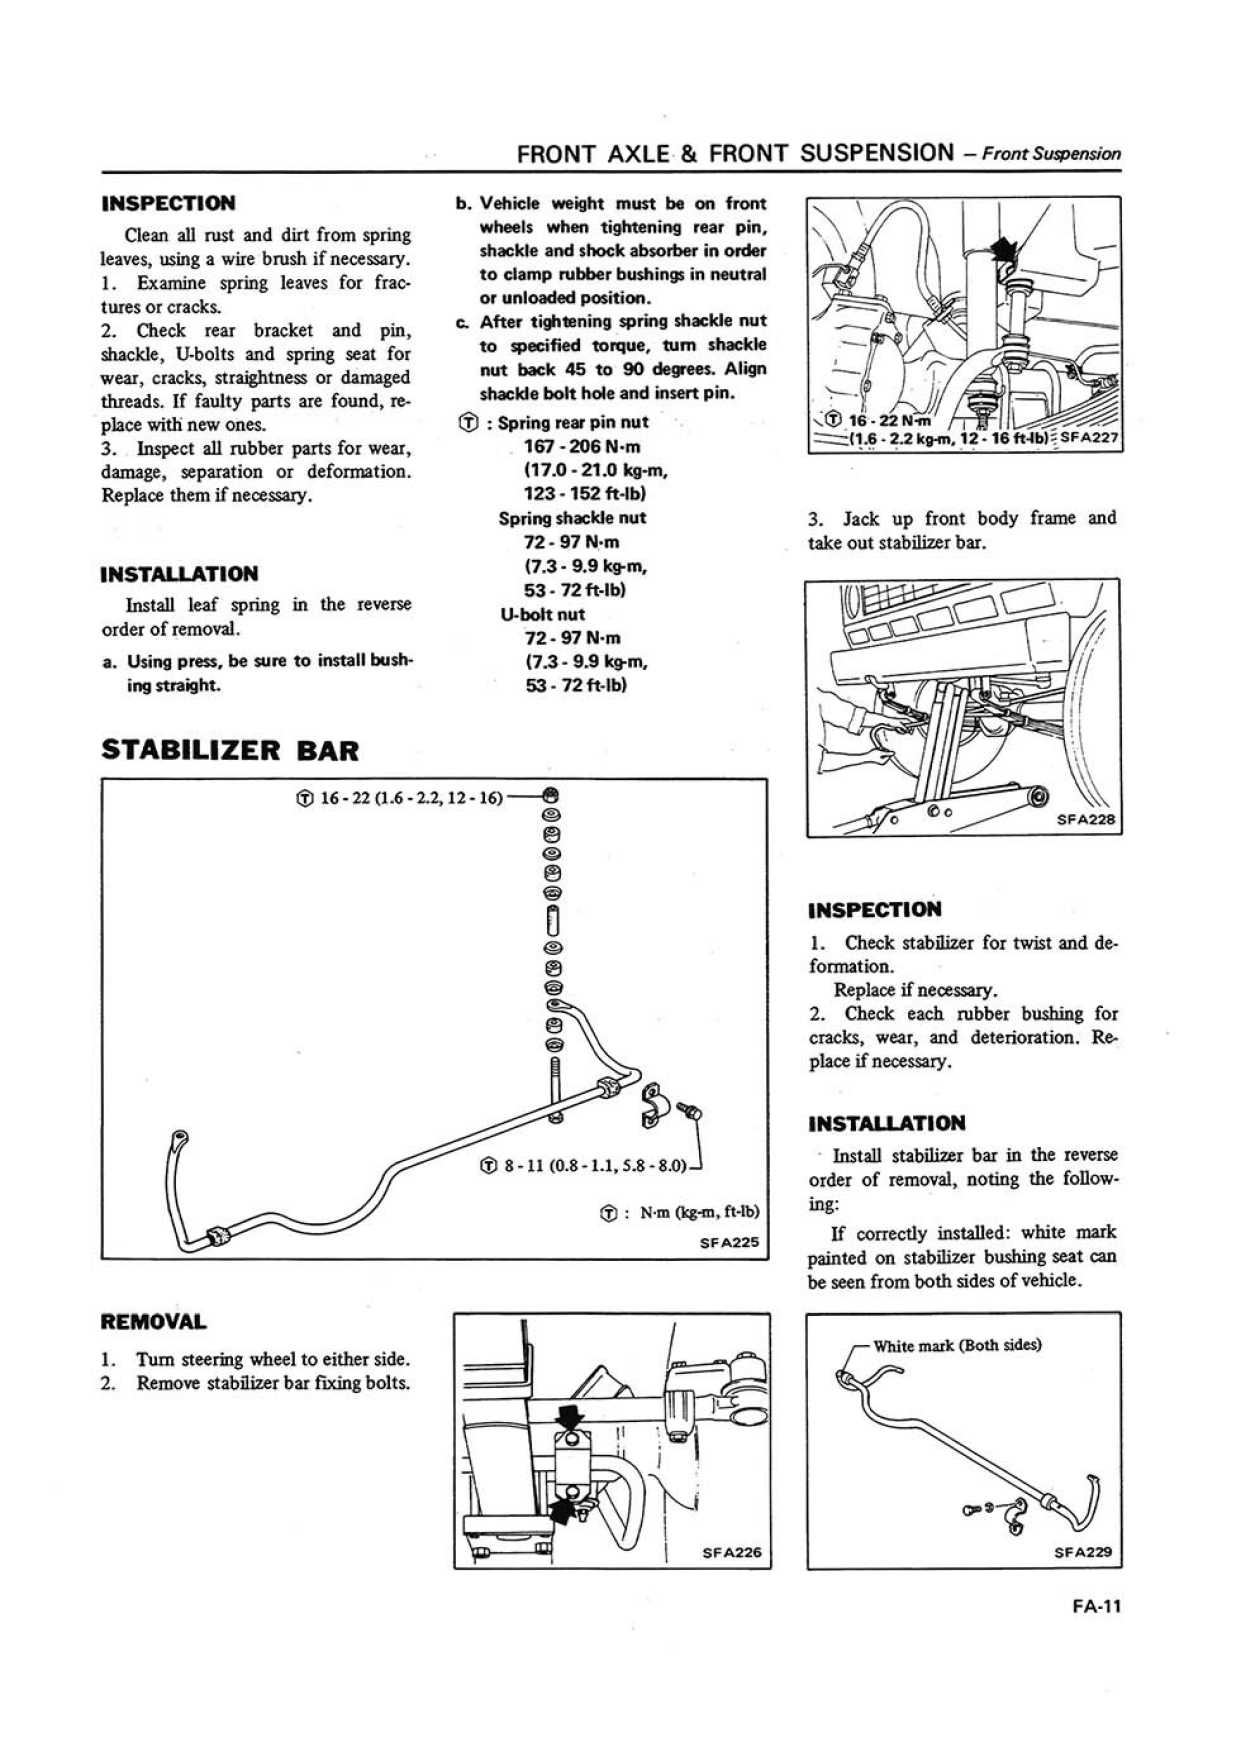 FRONT AXLE & FRONT SUSPENSION – Front Suspension
INSPECTION
Clean all rust and dirt from spring
leaves, using a wire brush if necessary.
1. Examine spring leaves for frac-
tures or cracks.
2. Check rear bracket and pin,
shackle, U-bolts and spring seat for
wear, cracks, straightness or damaged
threads. If faulty parts are found, re-
place with new ones.
3. Inspect all rubber parts for wear,
damage, separation or deformation.
Replace them if necessary.
INSTALLATION
Install leaf spring in the reverse
order of removal.
a. Using press, be sure to install bush-
ing straight.
b. Vehicle weight must be on front
wheels when tightening rear pin,
shackle and shock absorber in order
to clamp rubber bushings in neutral
or unloaded position.
c. After tightening spring shackle nut
to specified torque, turn shackle
nut back 45 to 90 degrees. Align
shackle bolt hole and insert pin.
Ⓣ : Spring rear pin nut
167 - 206 N·m
(17.0 - 21.0 kg-m,
123 - 152 ft-lb)
Spring shackle nut
72 - 97 N·m
(7.3 - 9.9 kg-m,
53 - 72 ft-lb)
U-bolt nut
72 - 97 N·m
(7.3 - 9.9 kg-m,
53 - 72 ft-lb)
STABILIZER BAR
Ⓣ 16 - 22 (1.6 - 2.2, 12 - 16)
Ⓣ 8 - 11 (0.8 - 1.1, 5.8 - 8.0)
Ⓣ : N·m (kg-m, ft-lb)
SFA225
REMOVAL
1. Turn steering wheel to either side.
2. Remove stabilizer bar fixing bolts.
SFA226
Ⓣ 16 - 22 N·m
(1.6 - 2.2 kg-m, 12 - 16 ft-lb) SFA227
3. Jack up front body frame and
take out stabilizer bar.
SFA228
INSPECTION
1. Check stabilizer for twist and de-
formation.
Replace if necessary.
2. Check each rubber bushing for
cracks, wear, and deterioration. Re-
place if necessary.
INSTALLATION
Install stabilizer bar in the reverse
order of removal, noting the follow-
ing:
If correctly installed: white mark
painted on stabilizer bushing seat can
be seen from both sides of vehicle.
White mark (Both sides)
SFA229
FA-11